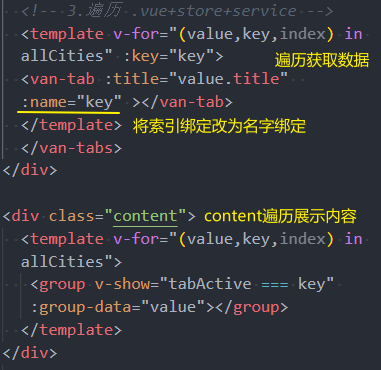 <!-- 3.遍历 .vue+store+service -->
<template v-for="(value,key,index) in
allCities" :key="key">
遍历获取数据
<van-tab :title="value.title"
:name="key" ></van-tab>
</template>
将索引绑定改为名字绑定
</van-tabs>
</div>
<div class="content">
content遍历展示内容
<template v-for="(value,key,index) in
allCities">
<group v-show="tabActive === key"
:group-data="value"></group>
</template>
</div>